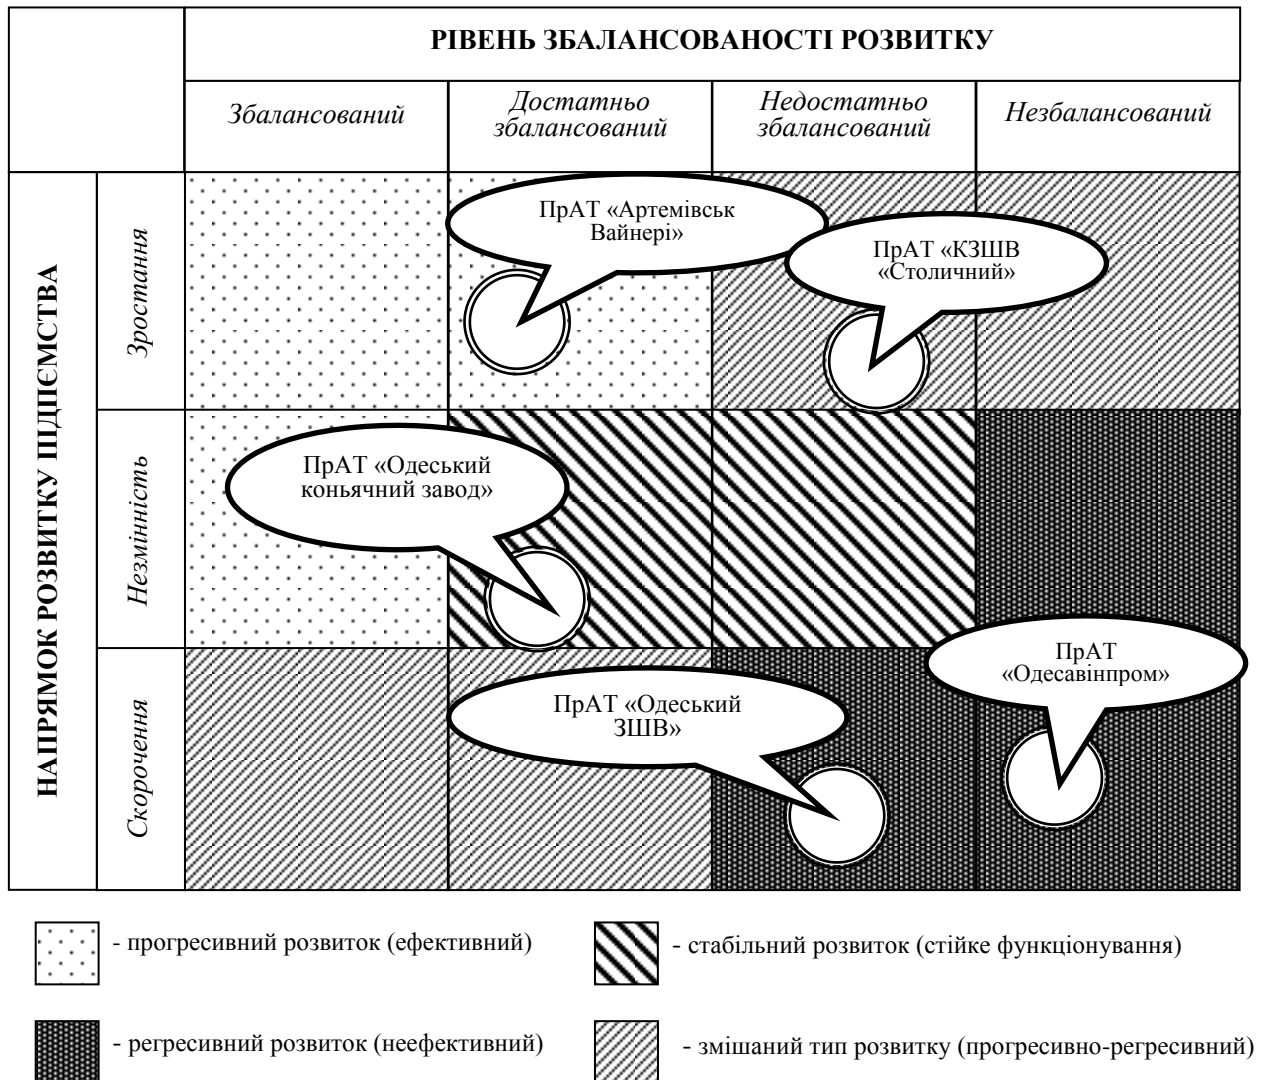 РІВЕНЬ ЗБАЛАНСОВАНОСТІ РОЗВИТКУ
Збалансований
Достатньо
збалансований
Недостатньо
збалансований
Незбалансований
НАПРЯМОК РОЗВИТКУ ПІДПІЄМСТВА
Зростання
ПрАТ «Артемівськ
Вайнері»
ПрАТ «КЗШВ
«Столичний»
Незмінність
ПрАТ «Одеський
коньячний завод»
Скорочення
ПрАТ «Одеський
ЗШВ»
ПрАТ
«Одесавінпром»
- прогресивний розвиток (ефективний)
- стабільний розвиток (стійке функціонування)
- регресивний розвиток (неефективний)
- змішаний тип розвитку (прогресивно-регресивний)